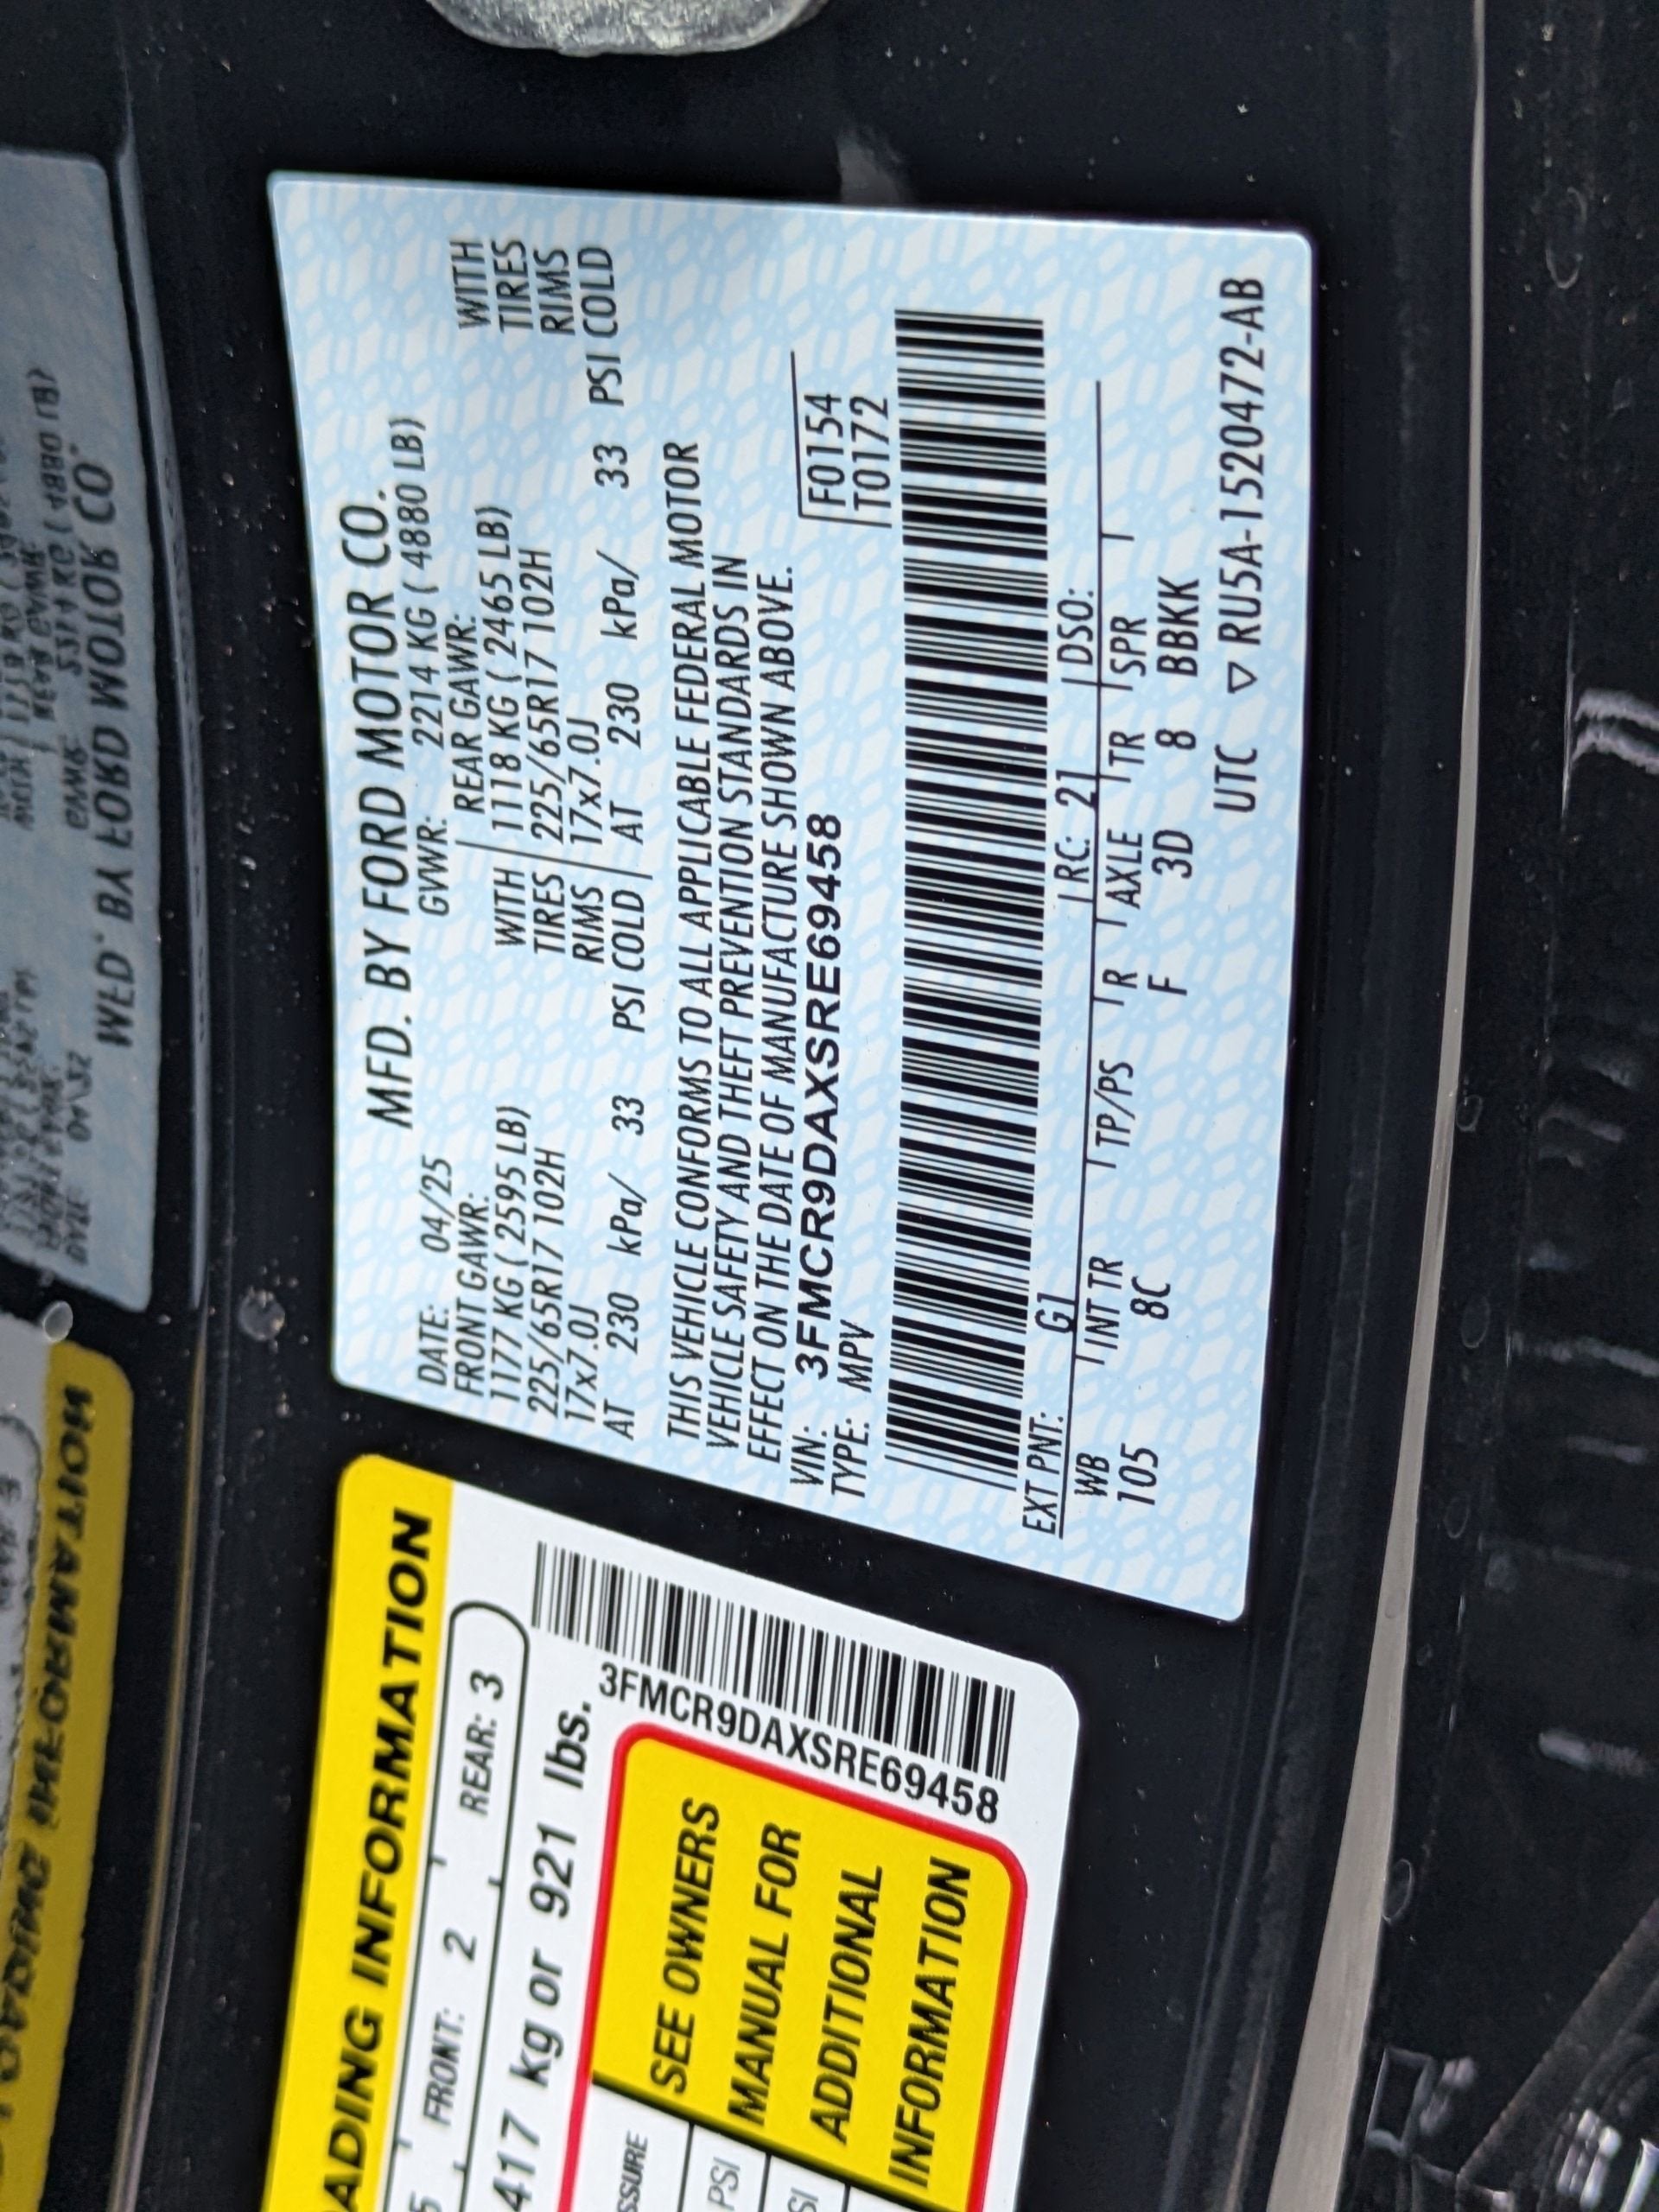 MFD. BY FORD MOTOR CO.
DATE: 04/25 GVWR: 2214 KG ( 4880 LB)
FRONT GAWR: REAR GAWR:
1177 KG ( 2595 LB) WITH 1118 KG ( 2465 LB) WITH
225/65R17 102H TIRES 225/65R17 102H TIRES
17x7.0J RIMS 17x7.0J RIMS
AT 230 kPa/ 33 PSI COLD AT 230 kPa/ 33 PSI COLD
THIS VEHICLE CONFORMS TO ALL APPLICABLE FEDERAL MOTOR
VEHICLE SAFETY AND THEFT PREVENTION STANDARDS IN
EFFECT ON THE DATE OF MANUFACTURE SHOWN ABOVE.
VIN: 3FMCR9DAXSRE69458 F0154
TYPE: MPV T0172
EXT PNT: G1 RC: 21 DSO:
WB INT TR TP/PS R AXLE TR SPR
105 8C F 3D 8 BBKK
UTC ▽ RU5A-1520472-AB
ADING INFORMATION
FRONT: 2 REAR: 3
417 kg or 921 lbs.
3FMCR9DAXSRE69458
SSURE
PSI
SI
SEE OWNERS
MANUAL FOR
ADDITIONAL
INFORMATION